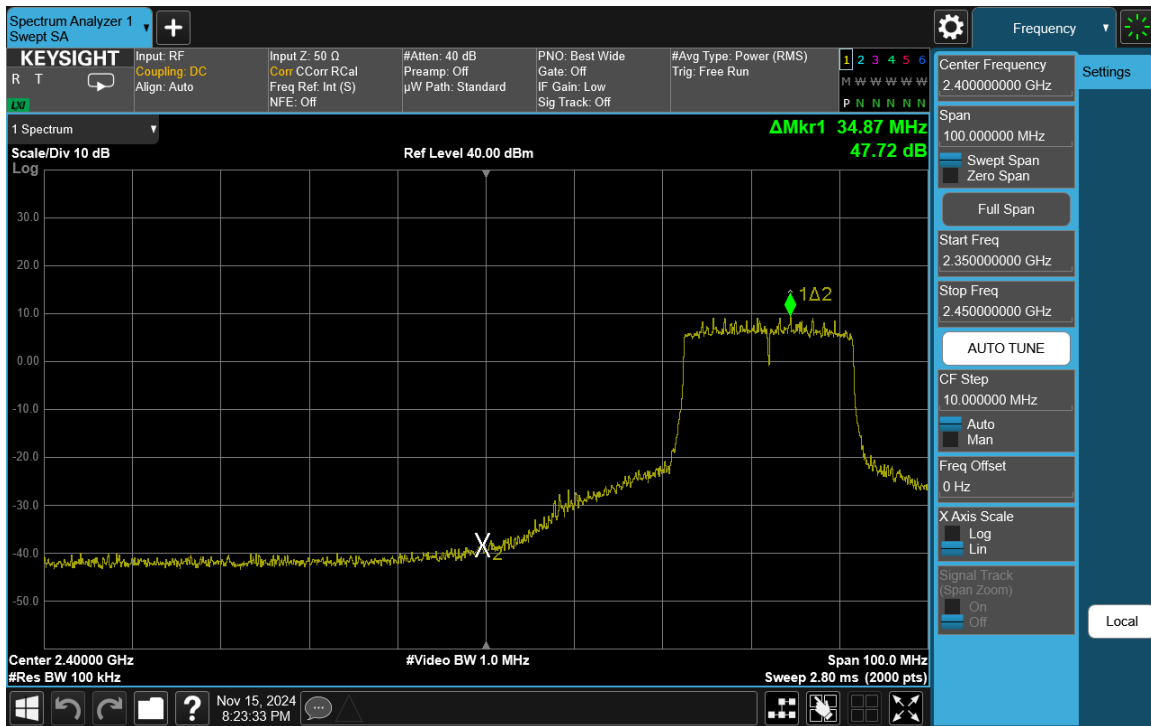 Spectrum Analyzer 1
Swept SA
Frequency
KEYSIGHT
R T
LXI
Input: RF
Coupling: DC
Align: Auto
Input Z: 50 Ω
Corr CCorr RCal
Freq Ref: Int (S)
NFE: Off
#Atten: 40 dB
Preamp: Off
µW Path: Standard
PNO: Best Wide
Gate: Off
IF Gain: Low
Sig Track: Off
#Avg Type: Power (RMS)
Trig: Free Run
1 2 3 4 5 6
M W W W W W
P N N N N N
1 Spectrum
Scale/Div 10 dB
Ref Level 40.00 dBm
ΔMkr1 34.87 MHz
47.72 dB
Log
30.0
20.0
10.0
0.00
-10.0
-20.0
-30.0
-40.0
-50.0
1Δ2
X2
Center 2.40000 GHz
#Video BW 1.0 MHz
Span 100.0 MHz
#Res BW 100 kHz
Sweep 2.80 ms (2000 pts)
Nov 15, 2024
8:23:33 PM
Center Frequency
2.400000000 GHz
Span
100.000000 MHz
Swept Span
Zero Span
Full Span
Start Freq
2.350000000 GHz
Stop Freq
2.450000000 GHz
AUTO TUNE
CF Step
10.000000 MHz
Auto
Man
Freq Offset
0 Hz
X Axis Scale
Log
Lin
Signal Track
(Span Zoom)
On
Off
Settings
Local